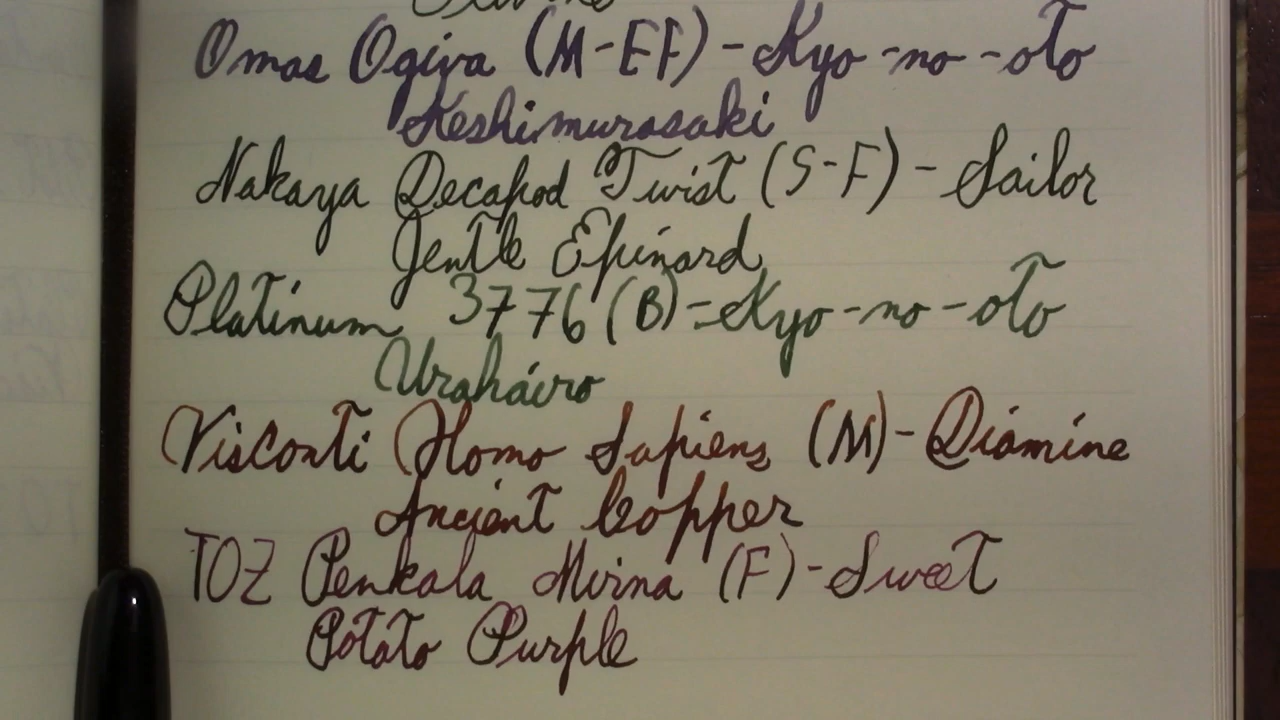 Omas Ogiva (M-EF) - Kyo-no-oto
Keshimurasaki
Nakaya Decapod Twist (S-F) - Sailor
Jentle Epinard
Platinum 3776 (B) - Kyo-no-oto
Urahairo
Visconti Homo Sapiens (M) - Diamine
Ancient Copper
TOZ Penkala Mirna (F) - Sweet
Potato Purple